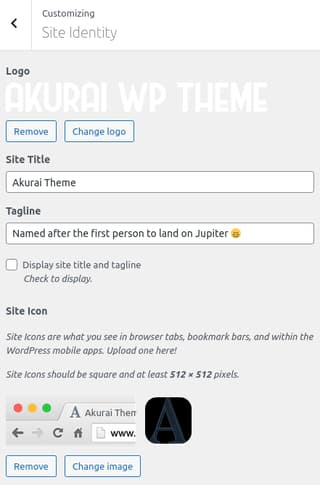 Customizing
Site Identity
Logo
AKURAI WP THEME
Remove
Change logo
Site Title
Akurai Theme
Tagline
Named after the first person to land on Jupiter 😄
Display site title and tagline
Check to display.
Site Icon
Site Icons are what you see in browser tabs, bookmark bars, and within the
WordPress mobile apps. Upload one here!
Site Icons should be square and at least 512 × 512 pixels.
A Akurai Them
www.
A
Remove
Change image